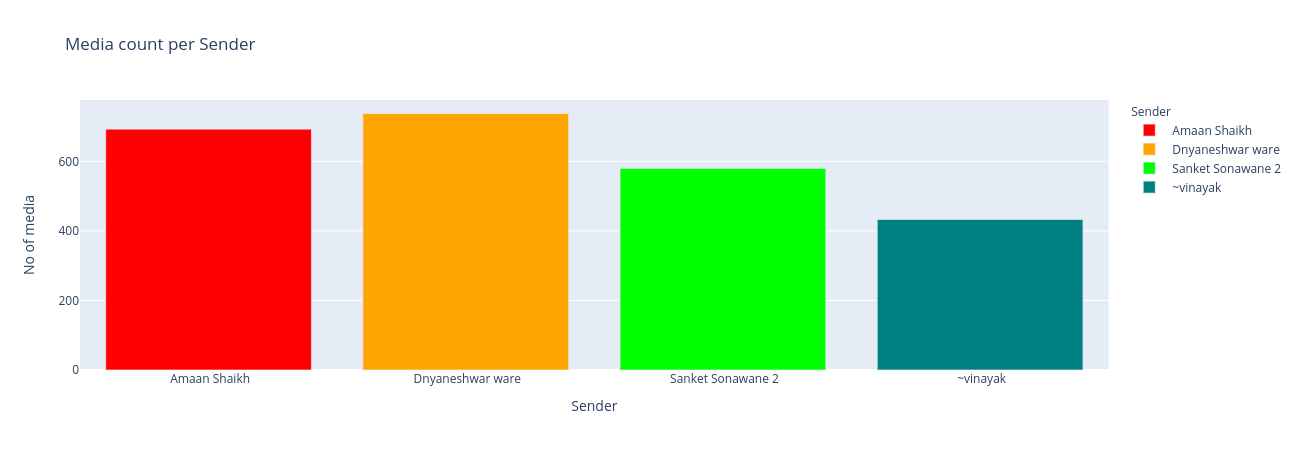 Media count per Sender
No of media
600
400
200
0
Amaan Shaikh
Dnyaneshwar ware
Sanket Sonawane 2
~vinayak
Sender
Sender
Amaan Shaikh
Dnyaneshwar ware
Sanket Sonawane 2
~vinayak